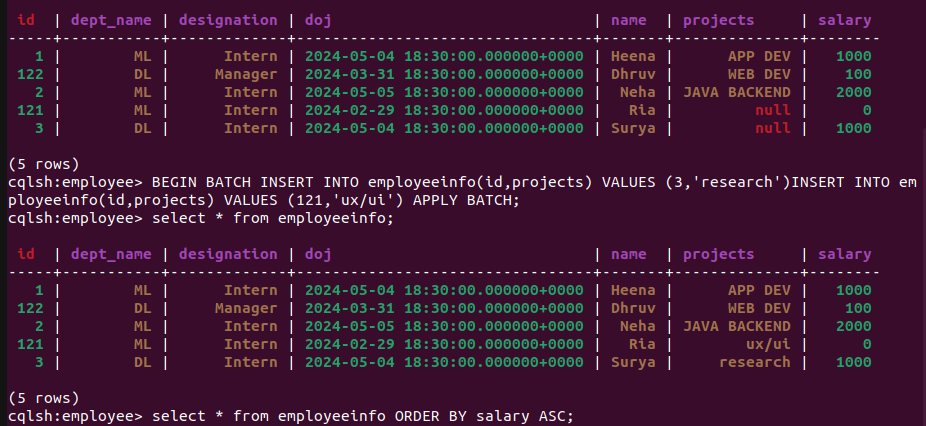 id  | dept_name | designation | doj                             | name  | projects     | salary
-----+-----------+-------------+---------------------------------+-------+--------------+--------
   1 |        ML |      Intern | 2024-05-04 18:30:00.000000+0000 | Heena |      APP DEV |   1000
 122 |        DL |     Manager | 2024-03-31 18:30:00.000000+0000 | Dhruv |      WEB DEV |    100
   2 |        ML |      Intern | 2024-05-05 18:30:00.000000+0000 |  Neha | JAVA BACKEND |   2000
 121 |        ML |      Intern | 2024-02-29 18:30:00.000000+0000 |   Ria |         null |      0
   3 |        DL |      Intern | 2024-05-04 18:30:00.000000+0000 | Surya |         null |   1000
(5 rows)
cqlsh:employee> BEGIN BATCH INSERT INTO employeeinfo(id,projects) VALUES (3,'research')INSERT INTO em
ployeeinfo(id,projects) VALUES (121,'ux/ui') APPLY BATCH;
cqlsh:employee> select * from employeeinfo;
 id  | dept_name | designation | doj                             | name  | projects     | salary
-----+-----------+-------------+---------------------------------+-------+--------------+--------
   1 |        ML |      Intern | 2024-05-04 18:30:00.000000+0000 | Heena |      APP DEV |   1000
 122 |        DL |     Manager | 2024-03-31 18:30:00.000000+0000 | Dhruv |      WEB DEV |    100
   2 |        ML |      Intern | 2024-05-05 18:30:00.000000+0000 |  Neha | JAVA BACKEND |   2000
 121 |        ML |      Intern | 2024-02-29 18:30:00.000000+0000 |   Ria |        ux/ui |      0
   3 |        DL |      Intern | 2024-05-04 18:30:00.000000+0000 | Surya |     research |   1000
(5 rows)
cqlsh:employee> select * from employeeinfo ORDER BY salary ASC;